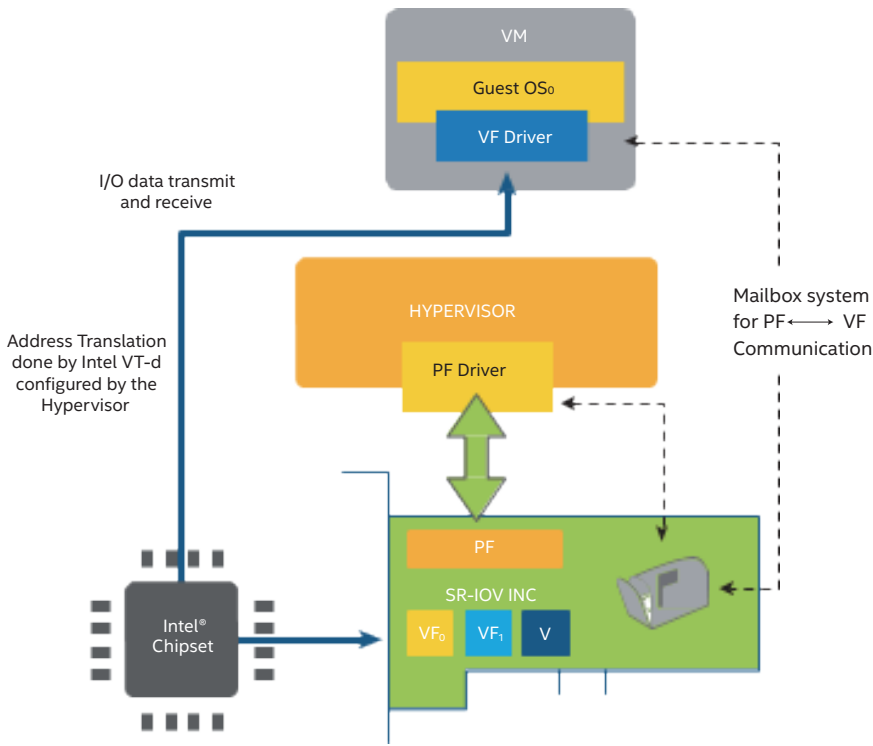 VM
Guest OS₀
VF Driver
I/O data transmit
and receive
HYPERVISOR
PF Driver
Mailbox system
for PF⟷ VF
Communication
Address Translation
done by Intel VT-d
configured by the
Hypervisor
PF
SR-IOV INC
VF₀
VF₁
V
Intel®
Chipset